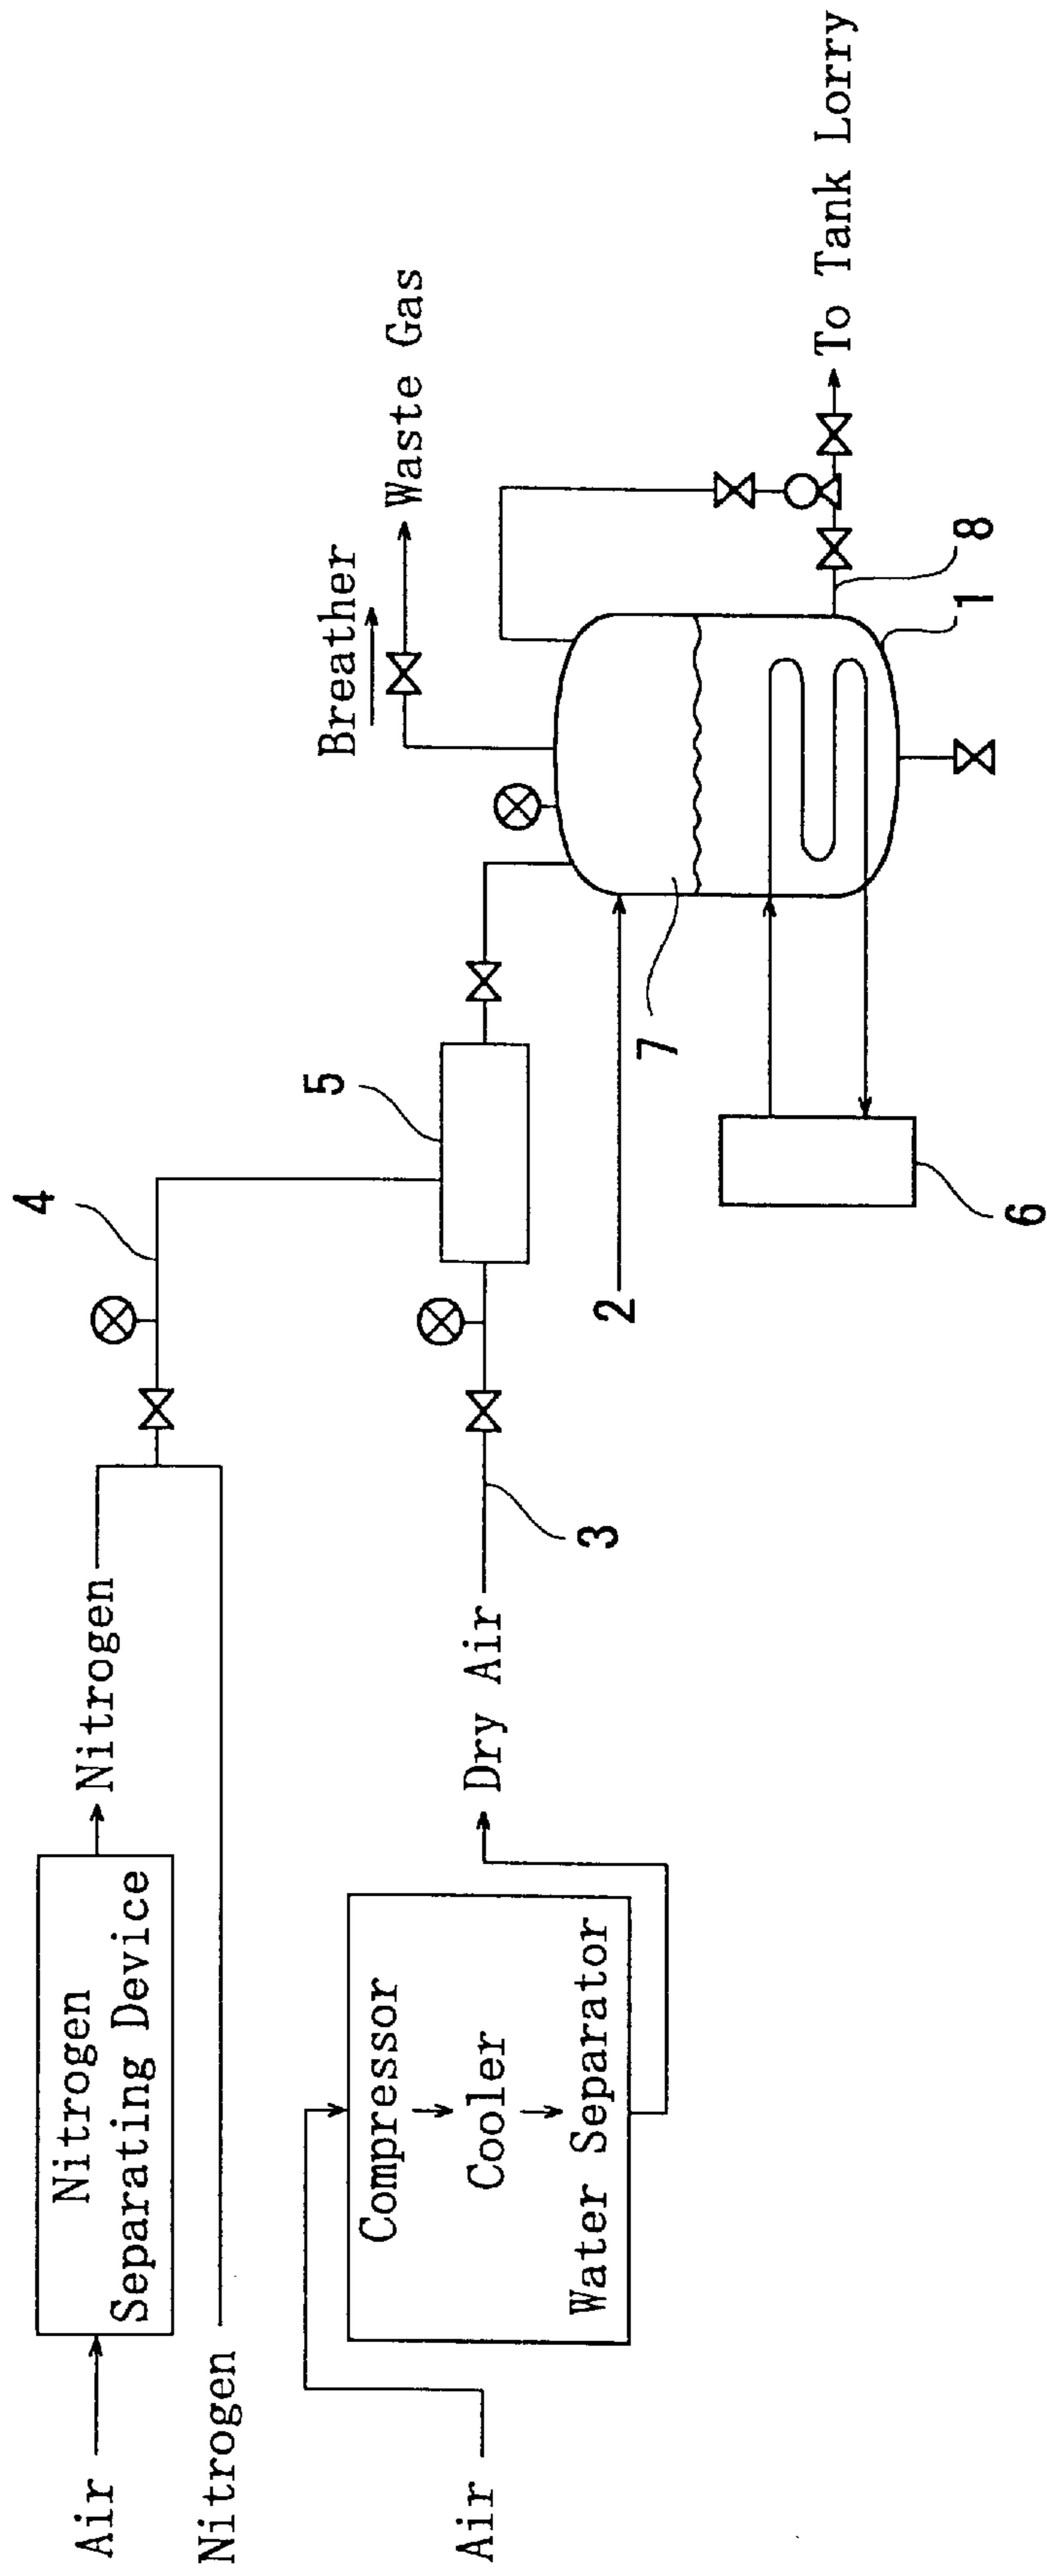 Air
Nitrogen
Separating Device
Nitrogen
4
Nitrogen
5
Breather
Waste Gas
Air
Compressor
Cooler
Water Separator
Dry Air
3
2
7
6
1
8
To Tank Lorry